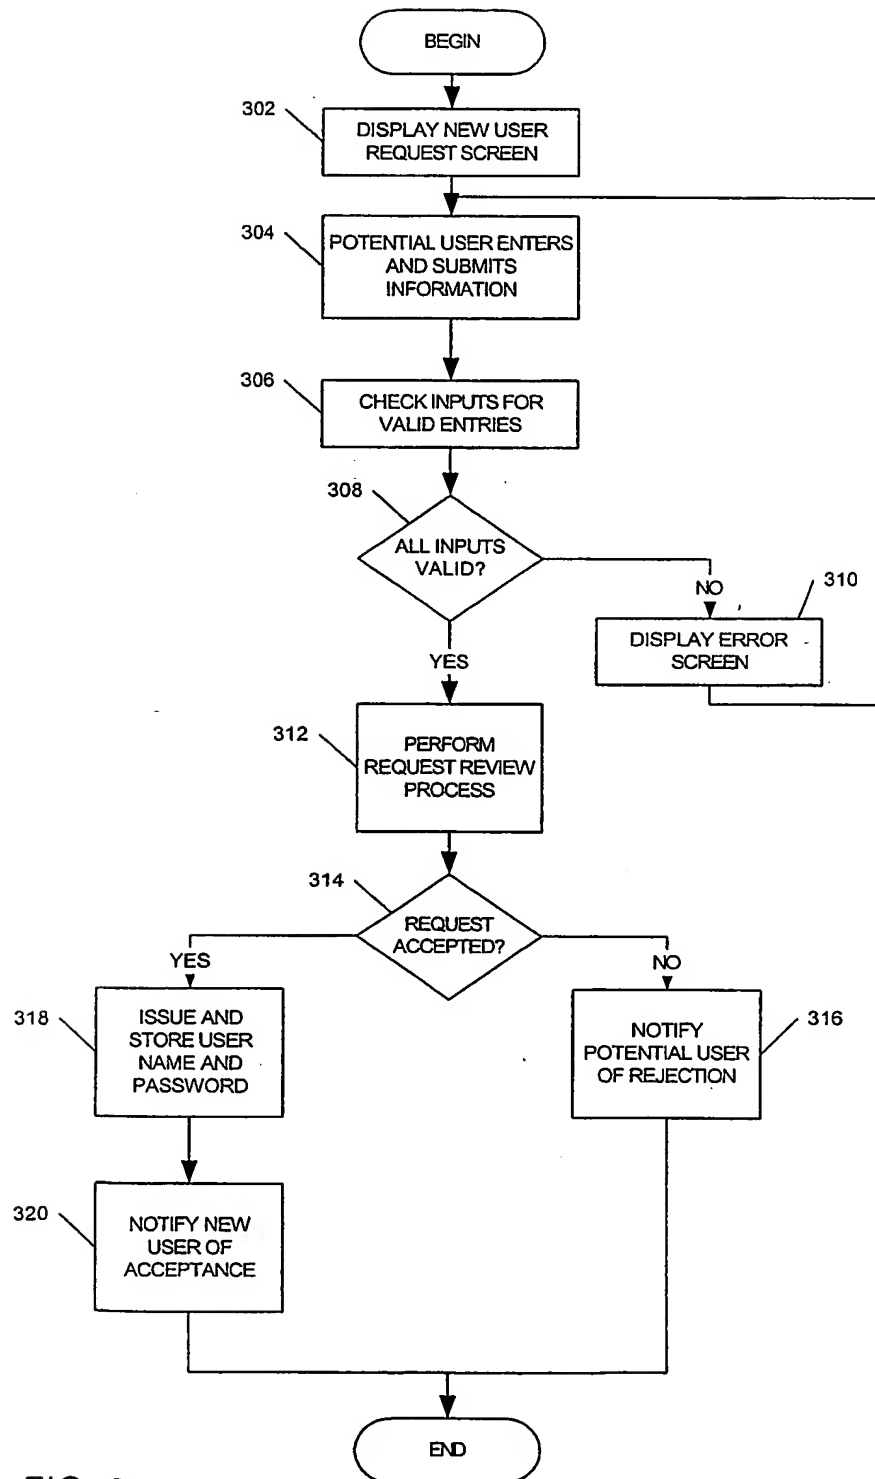 BEGIN
302
DISPLAY NEW USER
REQUEST SCREEN
304
POTENTIAL USER ENTERS
AND SUBMITS
INFORMATION
306
CHECK INPUTS FOR
VALID ENTRIES
308
ALL INPUTS
VALID?
NO
310
DISPLAY ERROR
SCREEN
YES
312
PERFORM
REQUEST REVIEW
PROCESS
314
REQUEST
ACCEPTED?
YES
NO
318
ISSUE AND
STORE USER
NAME AND
PASSWORD
316
NOTIFY
POTENTIAL USER
OF REJECTION
320
NOTIFY NEW
USER OF
ACCEPTANCE
END
FIG.